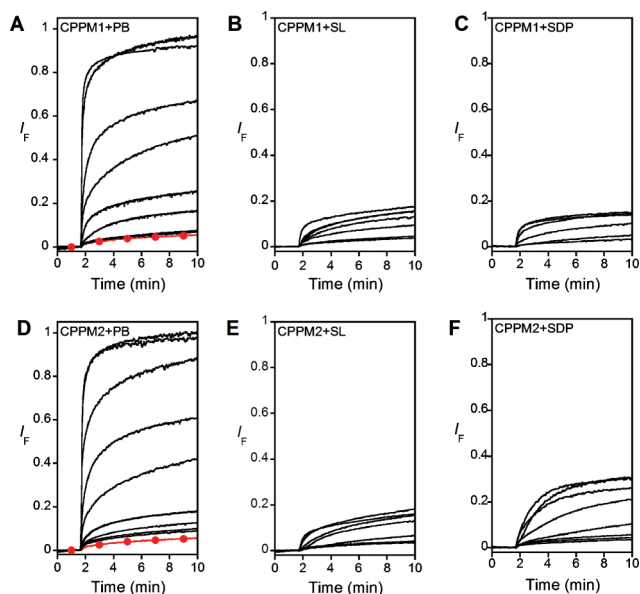 A CPPM1+PB
B CPPM1+SL
C CPPM1+SDP
1 1 1
0.8 0.8 0.8
0.6 0.6 0.6
IF IF IF
0.4 0.4 0.4
0.2 0.2 0.2
0 0 0
0 2 4 6 8 10 0 2 4 6 8 10 0 2 4 6 8 10
Time (min) Time (min) Time (min)
D CPPM2+PB
E CPPM2+SL
F CPPM2+SDP
1 1 1
0.8 0.8 0.8
0.6 0.6 0.6
IF IF IF
0.4 0.4 0.4
0.2 0.2 0.2
0 0 0
0 2 4 6 8 10 0 2 4 6 8 10 0 2 4 6 8 10
Time (min) Time (min) Time (min)